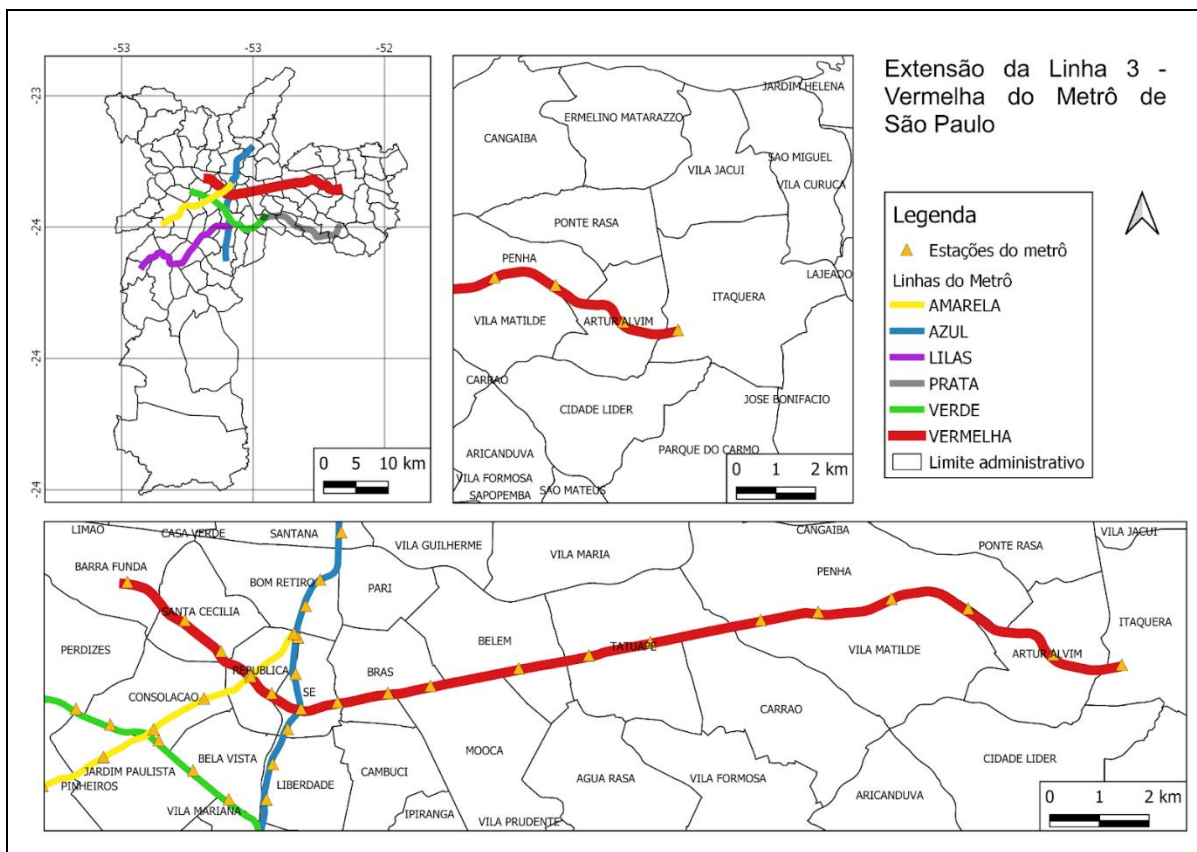 -53
-53
-52
-23
-24
-24
-24
0 5 10 km
JARDIM HELENA
ERMELINO MATARAZZO
CANGAIBA
SAO MIGUEL
VILA JACUI
VILA CURUCA
PONTE RASA
PENHA
LAJEADO
ITAQUERA
VILA MATILDE
ARTUR ALVIM
CARRAO
CIDADE LIDER
JOSE BONIFACIO
ARICANDUVA
PARQUE DO CARMO
VILA FORMOSA
SAO MATEUS
SAPOPEMBA
0 1 2 km
Extensão da Linha 3 -
Vermelha do Metrô de
São Paulo
Legenda
Estações do metrô
Linhas do Metrô
AMARELA
AZUL
LILAS
PRATA
VERDE
VERMELHA
Limite administrativo
LIMAO
CASA VERDE
SANTANA
VILA GUILHERME
VILA MARIA
CANGAIBA
PONTE RASA
VILA JACUI
BARRA FUNDA
BOM RETIRO
PARI
PENHA
SANTA CECILIA
ITAQUERA
PERDIZES
BELEM
TATUAPE
VILA MATILDE
ARTUR ALVIM
REPUBLICA
BRAS
CONSOLACAO
SE
CARRAO
BELA VISTA
MOOCA
CIDADE LIDER
JARDIM PAULISTA
PINHEIROS
LIBERDADE
CAMBUCI
AGUA RASA
VILA FORMOSA
ARICANDUVA
VILA MARIANA
IPIRANGA
VILA PRUDENTE
0 1 2 km